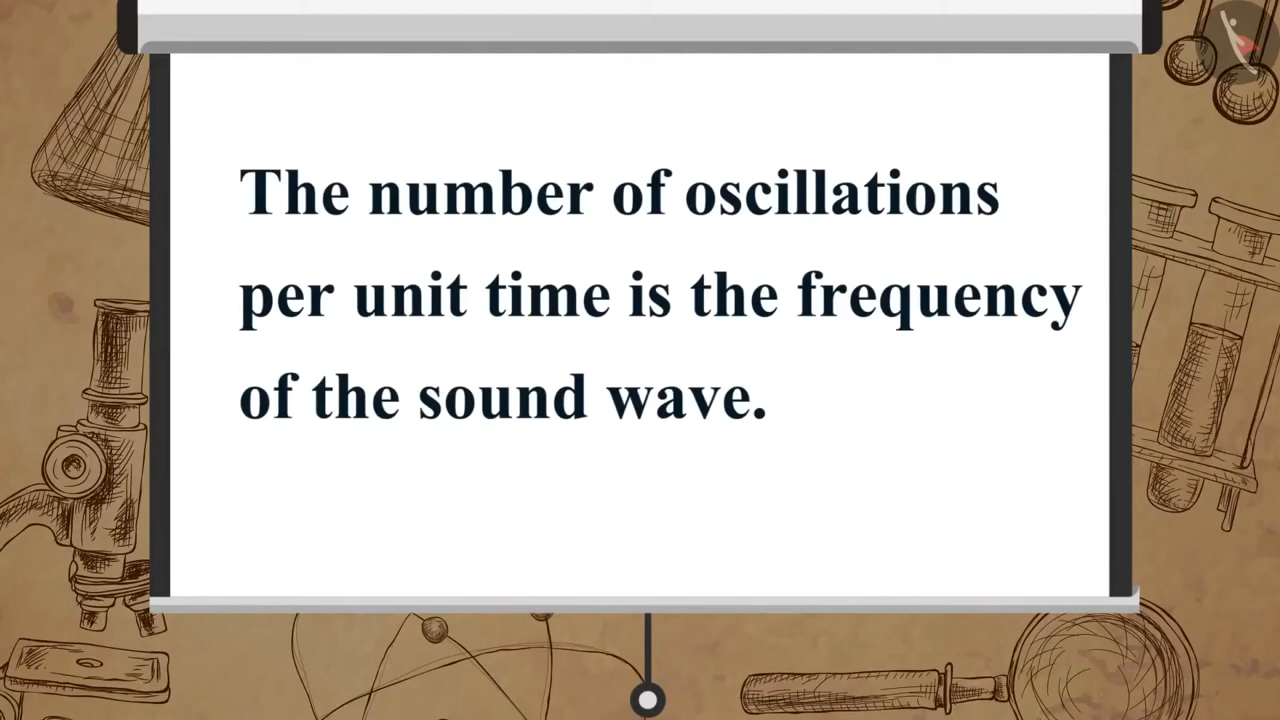 The number of oscillations
per unit time is the frequency
of the sound wave.